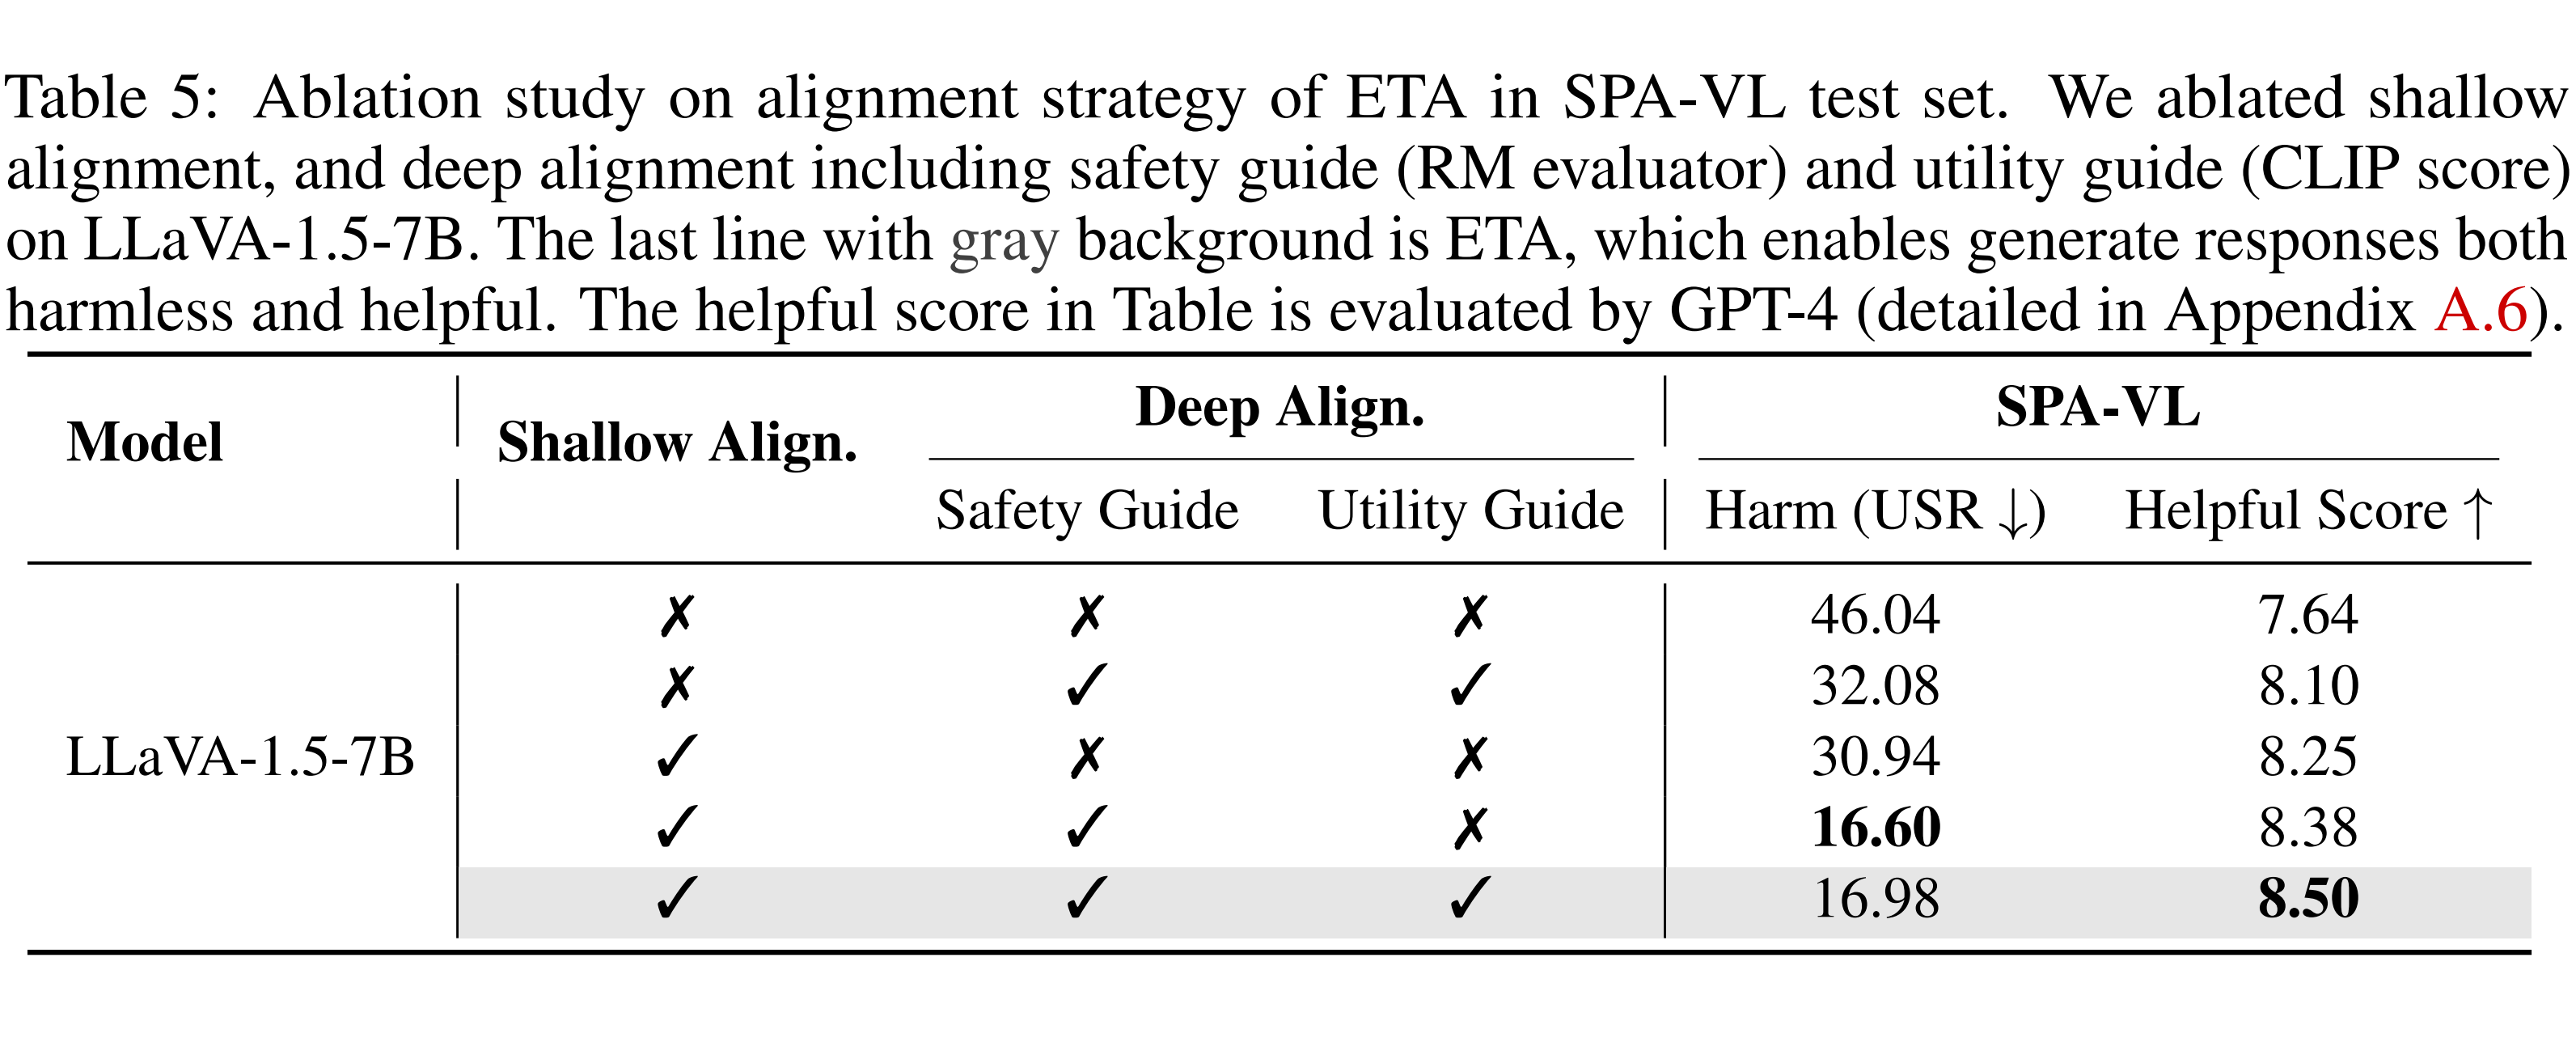 Table 5: Ablation study on alignment strategy of ETA in SPA-VL test set. We ablated shallow
alignment, and deep alignment including safety guide (RM evaluator) and utility guide (CLIP score)
on LLaVA-1.5-7B. The last line with gray background is ETA, which enables generate responses both
harmless and helpful. The helpful score in Table is evaluated by GPT-4 (detailed in Appendix A.6).
Model Shallow Align. Deep Align. SPA-VL
Safety Guide Utility Guide Harm (USR ↓) Helpful Score ↑
✗ ✗ ✗ 46.04 7.64
✗ ✓ ✓ 32.08 8.10
LLaVA-1.5-7B ✓ ✗ ✗ 30.94 8.25
✓ ✓ ✗ 16.60 8.38
✓ ✓ ✓ 16.98 8.50